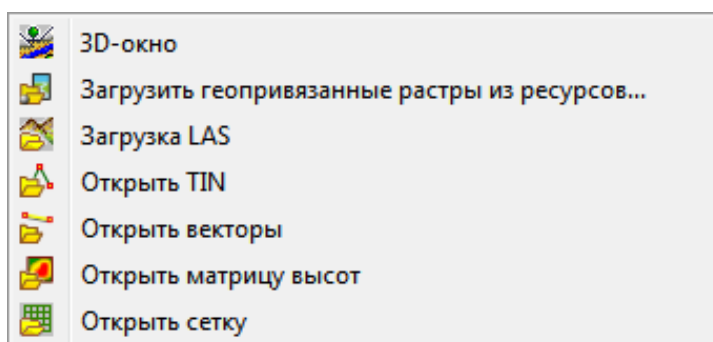 3D-окно
Загрузить геопривязанные растры из ресурсов...
Загрузка LAS
Открыть TIN
Открыть векторы
Открыть матрицу высот
Открыть сетку